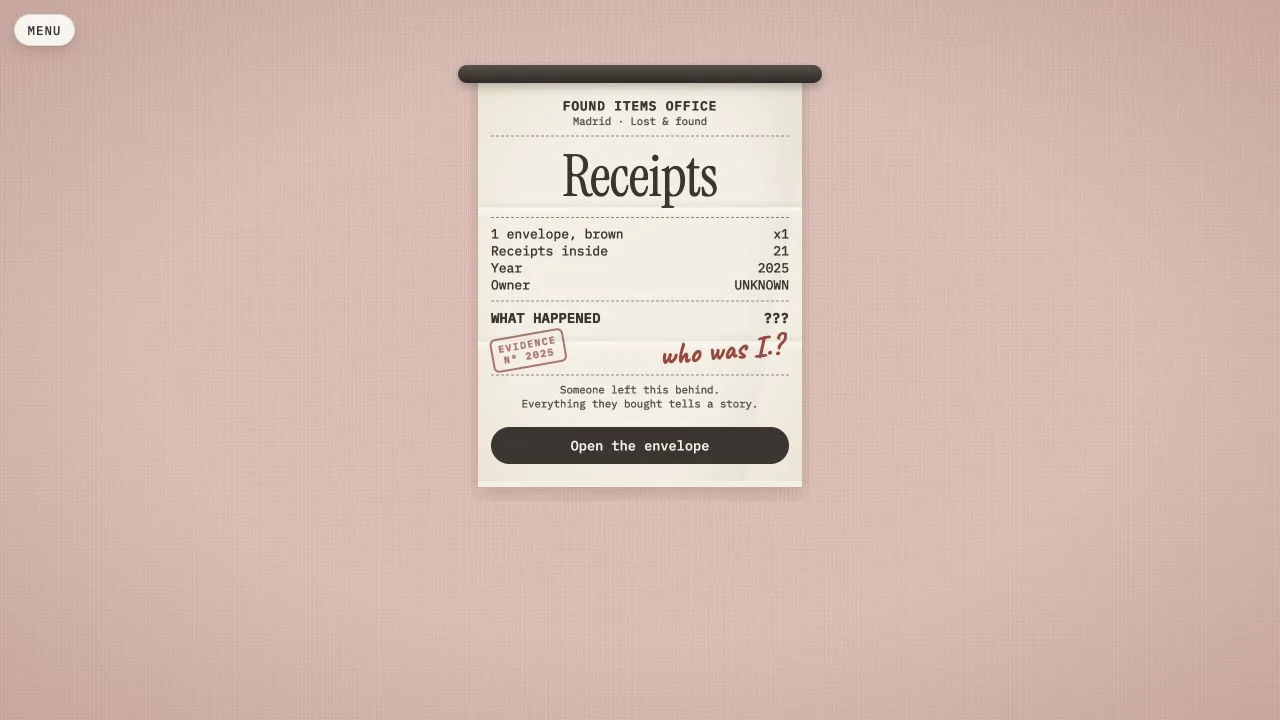 MENU
FOUND ITEMS OFFICE
Madrid · Lost & found
Receipts
1 envelope, brown x1
Receipts inside 21
Year 2025
Owner UNKNOWN
WHAT HAPPENED ???
EVIDENCE
Nº 2025
who was I.?
Someone left this behind.
Everything they bought tells a story.
Open the envelope